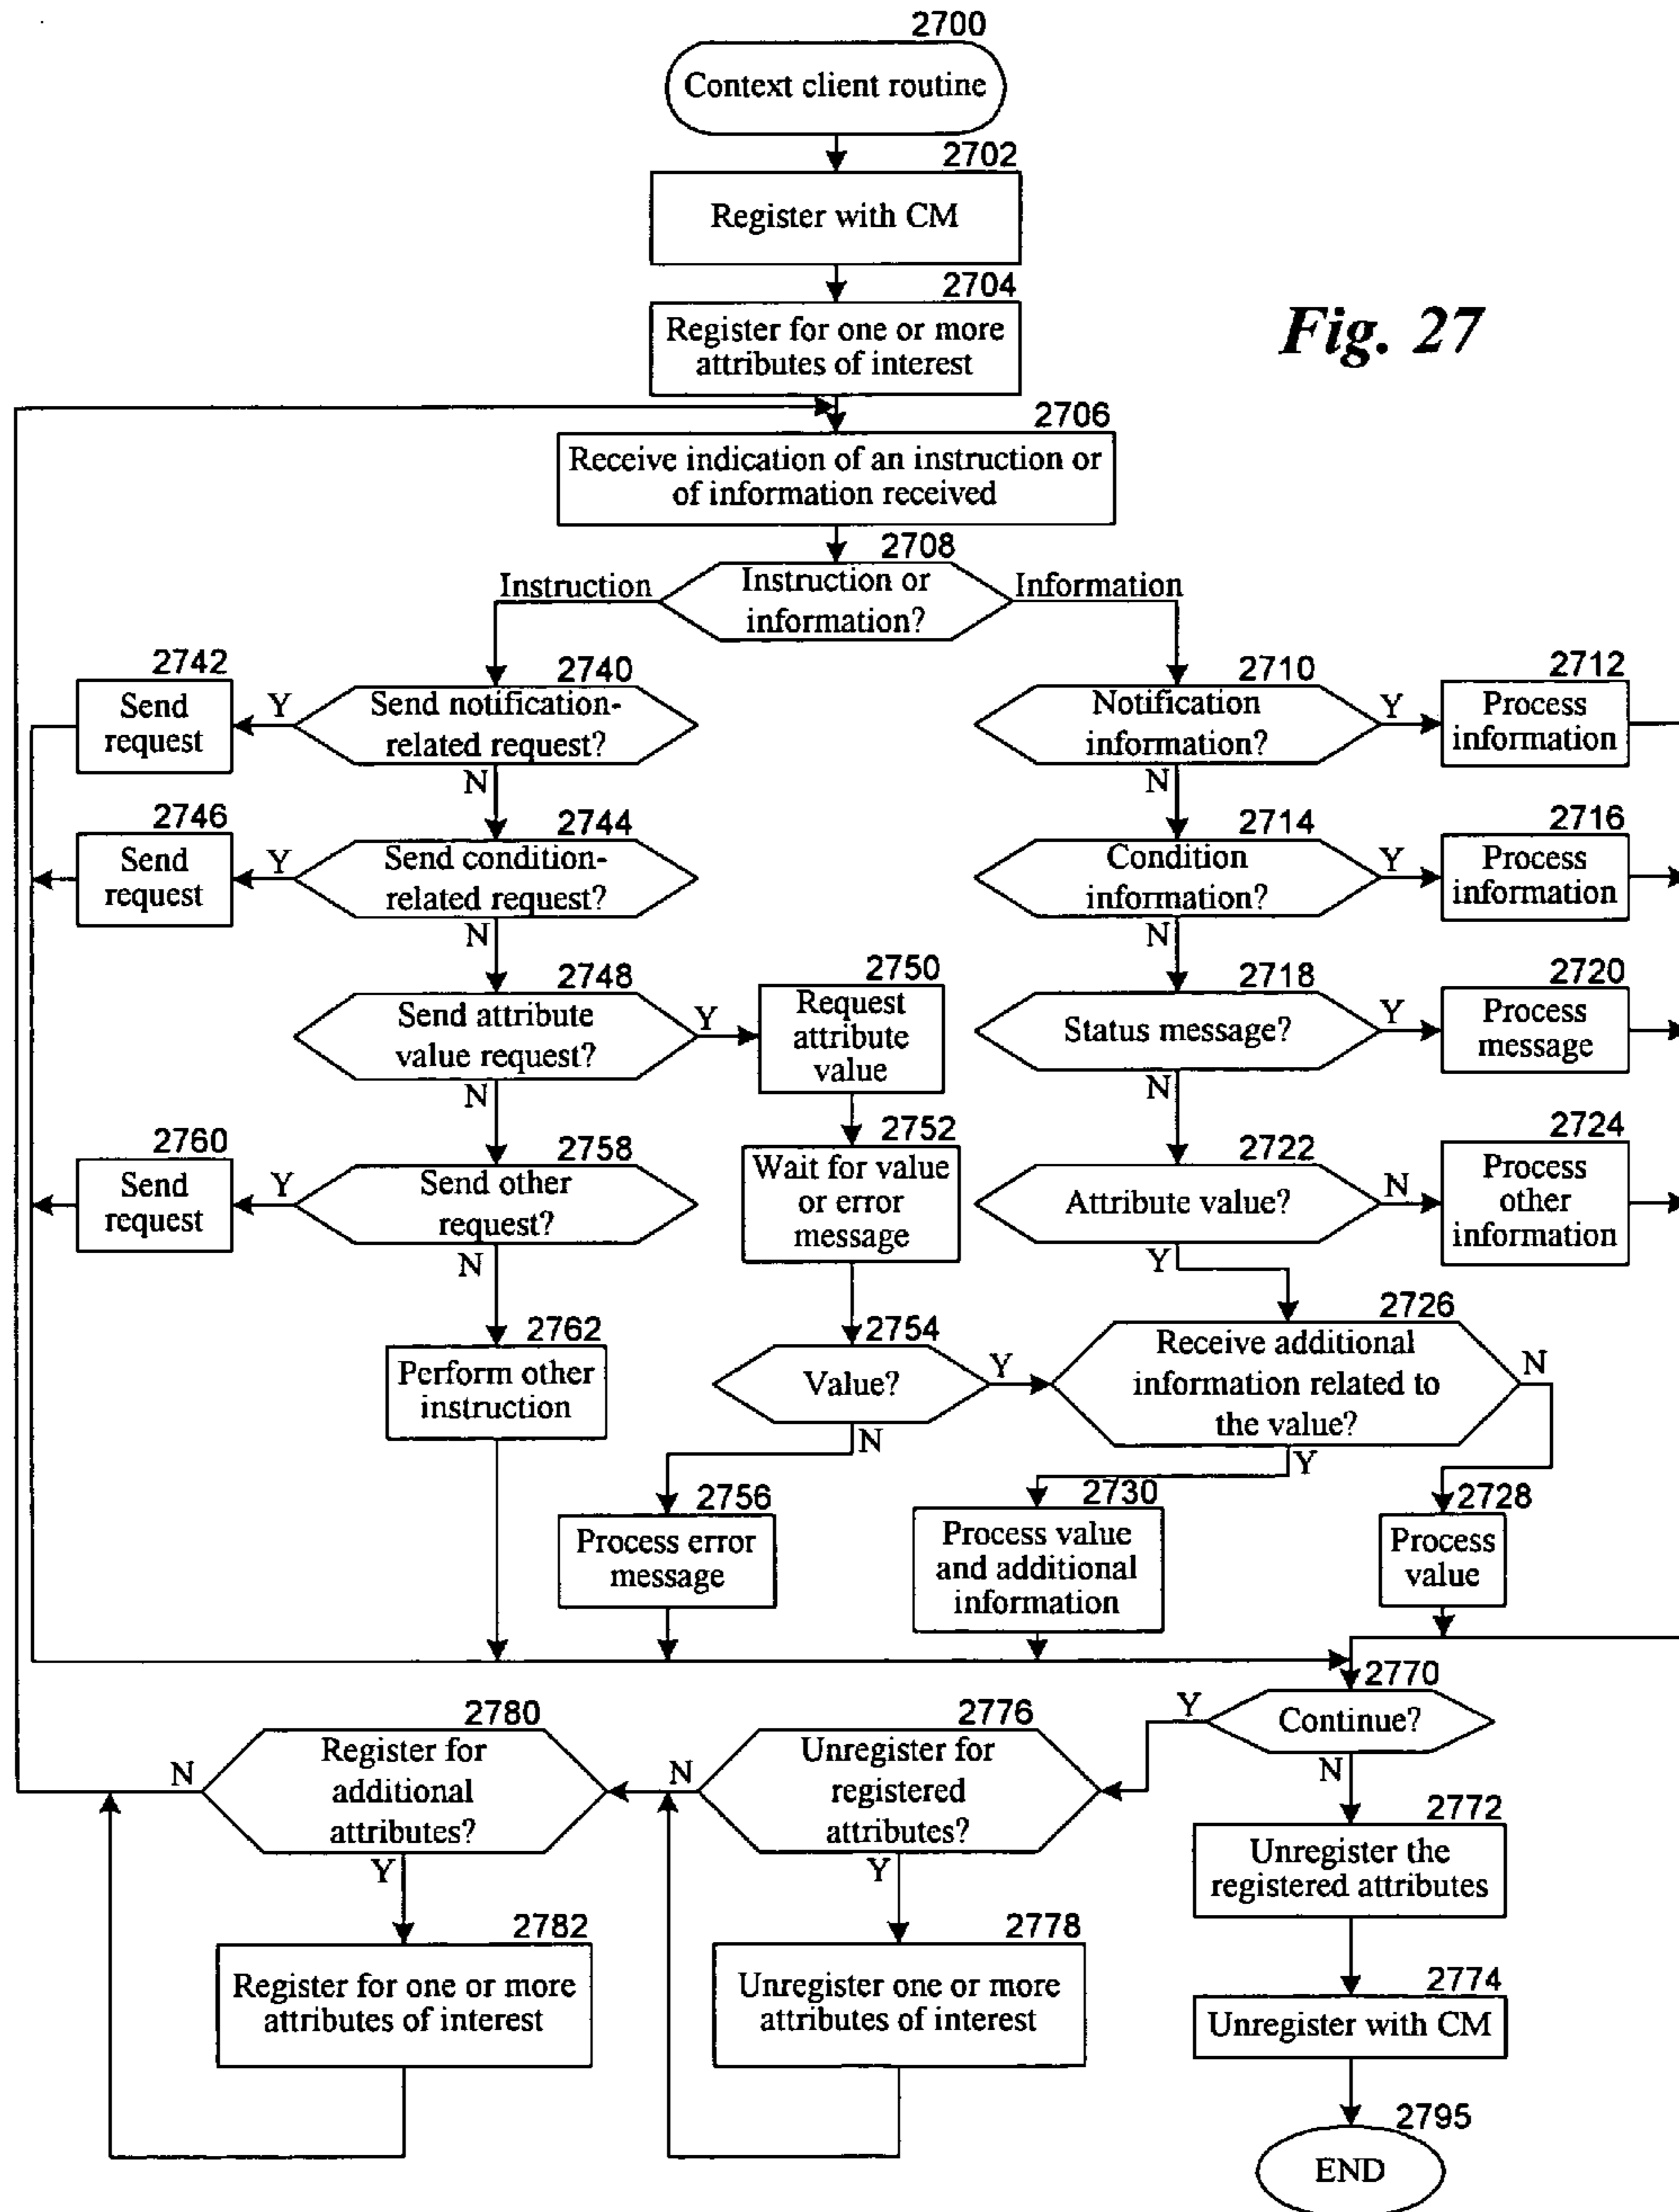 2700
Context client routine
2702
Register with CM
2704
Register for one or more
attributes of interest
Fig. 27
2706
Receive indication of an instruction or
of information received
2708
Instruction
Instruction or
information?
Information
2742
Send
request
Y
2740
Send notification-
related request?
N
2710
Notification
information?
Y
N
2712
Process
information
2746
Send
request
Y
2744
Send condition-
related request?
N
2714
Condition
information?
Y
N
2716
Process
information
2748
Send attribute
value request?
Y
N
2750
Request
attribute
value
2718
Status message?
Y
N
2720
Process
message
2760
Send
request
Y
2758
Send other
request?
N
2752
Wait for value
or error
message
2722
Attribute value?
N
Y
2724
Process
other
information
2762
Perform other
instruction
2754
Value?
Y
N
2726
Receive additional
information related to
the value?
N
Y
2756
Process error
message
2730
Process value
and additional
information
2728
Process
value
2770
Continue?
Y
N
2780
Register for
additional
attributes?
N
Y
2776
Unregister for
registered
attributes?
N
Y
2772
Unregister the
registered attributes
2782
Register for one or more
attributes of interest
2778
Unregister one or more
attributes of interest
2774
Unregister with CM
2795
END